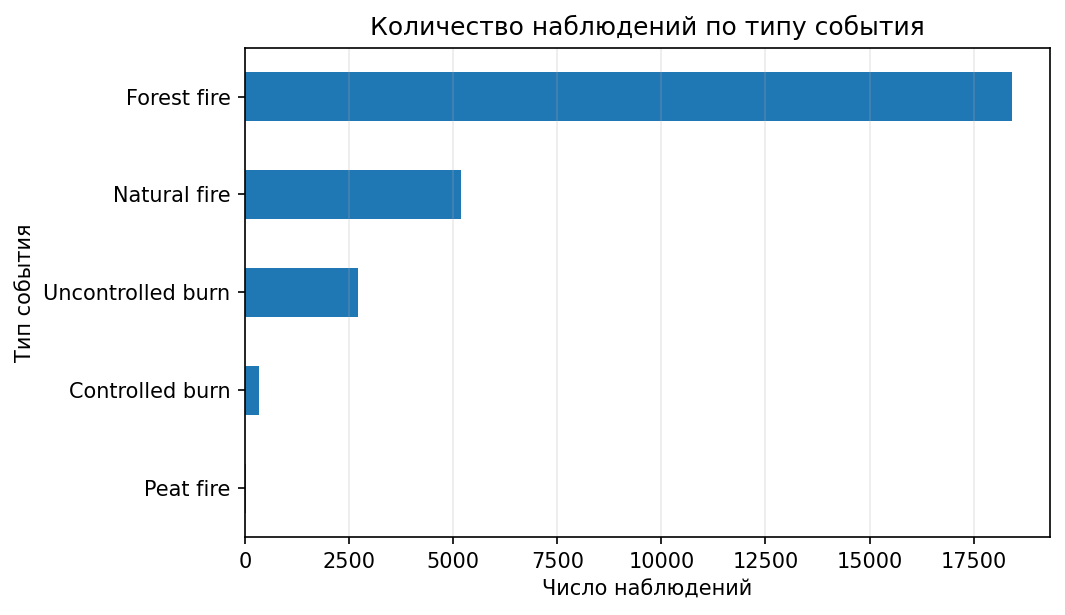 Количество наблюдений по типу события
Тип события
Forest fire
Natural fire
Uncontrolled burn
Controlled burn
Peat fire
0 2500 5000 7500 10000 12500 15000 17500
Число наблюдений